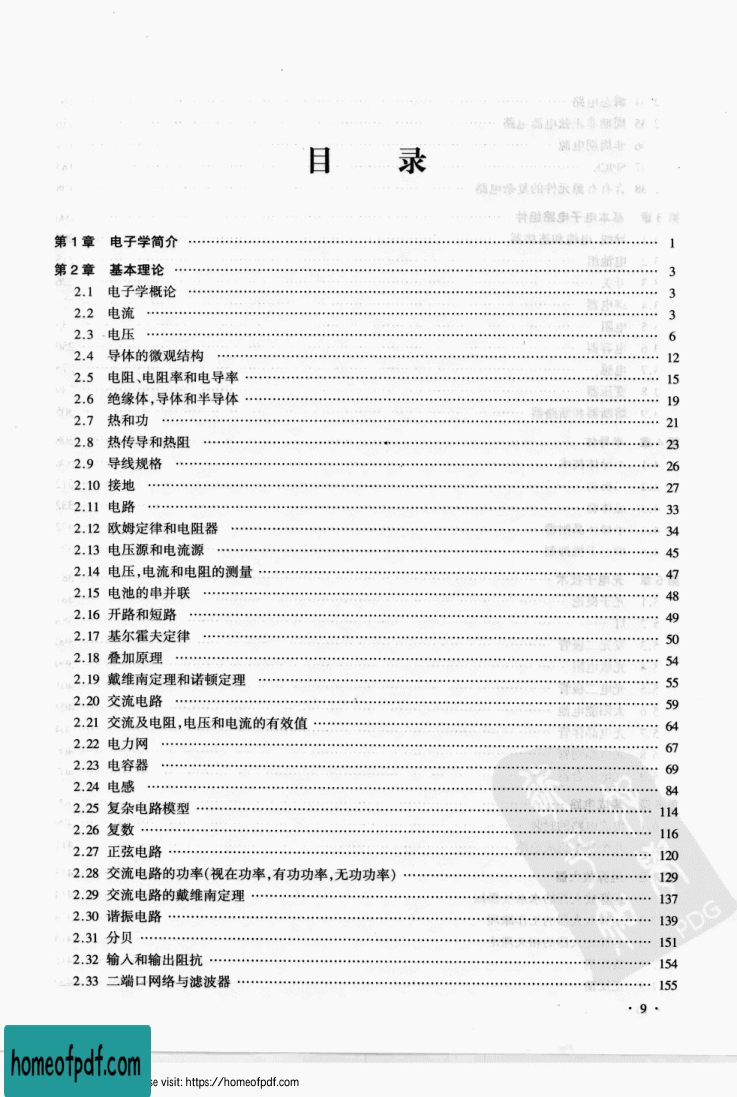 目 录
第1章 电子学简介 …… 1
第2章 基本理论 …… 3
2.1 电子学概论 …… 3
2.2 电流 …… 3
2.3 电压 …… 6
2.4 导体的微观结构 …… 12
2.5 电阻、电阻率和电导率 …… 15
2.6 绝缘体,导体和半导体 …… 19
2.7 热和功 …… 21
2.8 热传导和热阻 …… 23
2.9 导线规格 …… 26
2.10 接地 …… 27
2.11 电路 …… 33
2.12 欧姆定律和电阻器 …… 34
2.13 电压源和电流源 …… 45
2.14 电压,电流和电阻的测量 …… 47
2.15 电池的串并联 …… 48
2.16 开路和短路 …… 49
2.17 基尔霍夫定律 …… 50
2.18 叠加原理 …… 54
2.19 戴维南定理和诺顿定理 …… 55
2.20 交流电路 …… 59
2.21 交流及电阻,电压和电流的有效值 …… 64
2.22 电力网 …… 67
2.23 电容器 …… 69
2.24 电感 …… 84
2.25 复杂电路模型 …… 114
2.26 复数 …… 116
2.27 正弦电路 …… 120
2.28 交流电路的功率(视在功率,有功功率,无功功率) …… 129
2.29 交流电路的戴维南定理 …… 137
2.30 谐振电路 …… 139
2.31 分贝 …… 151
2.32 输入和输出阻抗 …… 154
2.33 二端口网络与滤波器 …… 155
· 9 ·
PDG
homeofpdf.com
se visit: https://homeofpdf.com